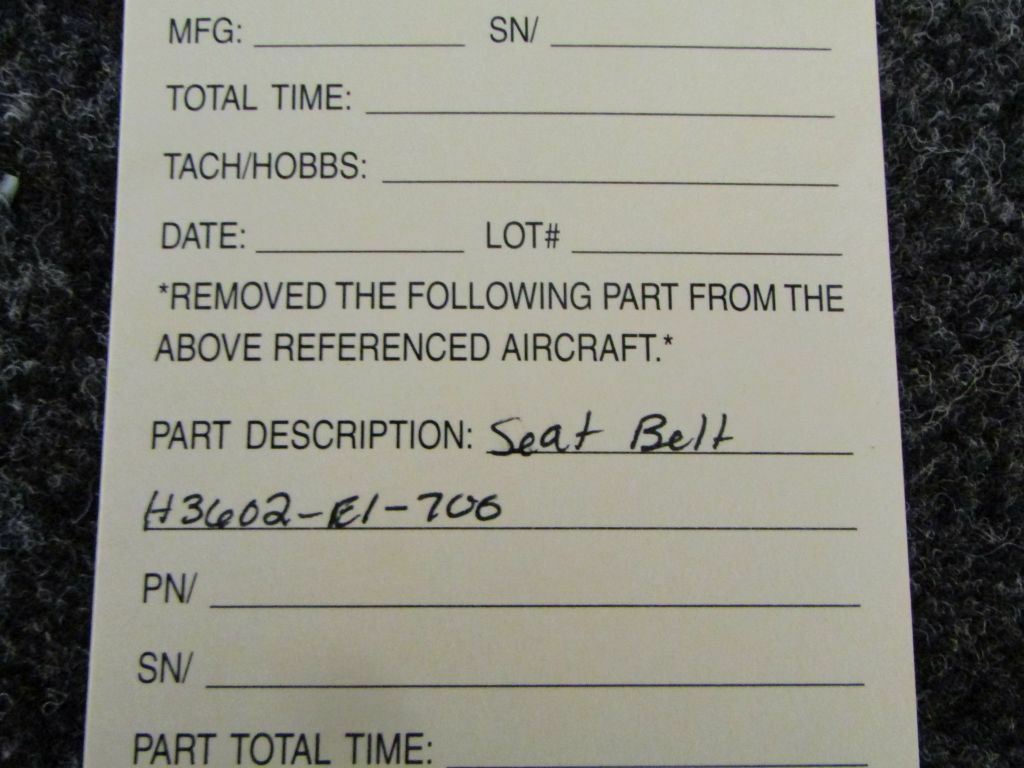 MFG: SN/
TOTAL TIME:
TACH/HOBBS:
DATE: LOT#
*REMOVED THE FOLLOWING PART FROM THE
ABOVE REFERENCED AIRCRAFT.*
PART DESCRIPTION: Seat Belt
H3602-E1-706
PN/
SN/
PART TOTAL TIME: